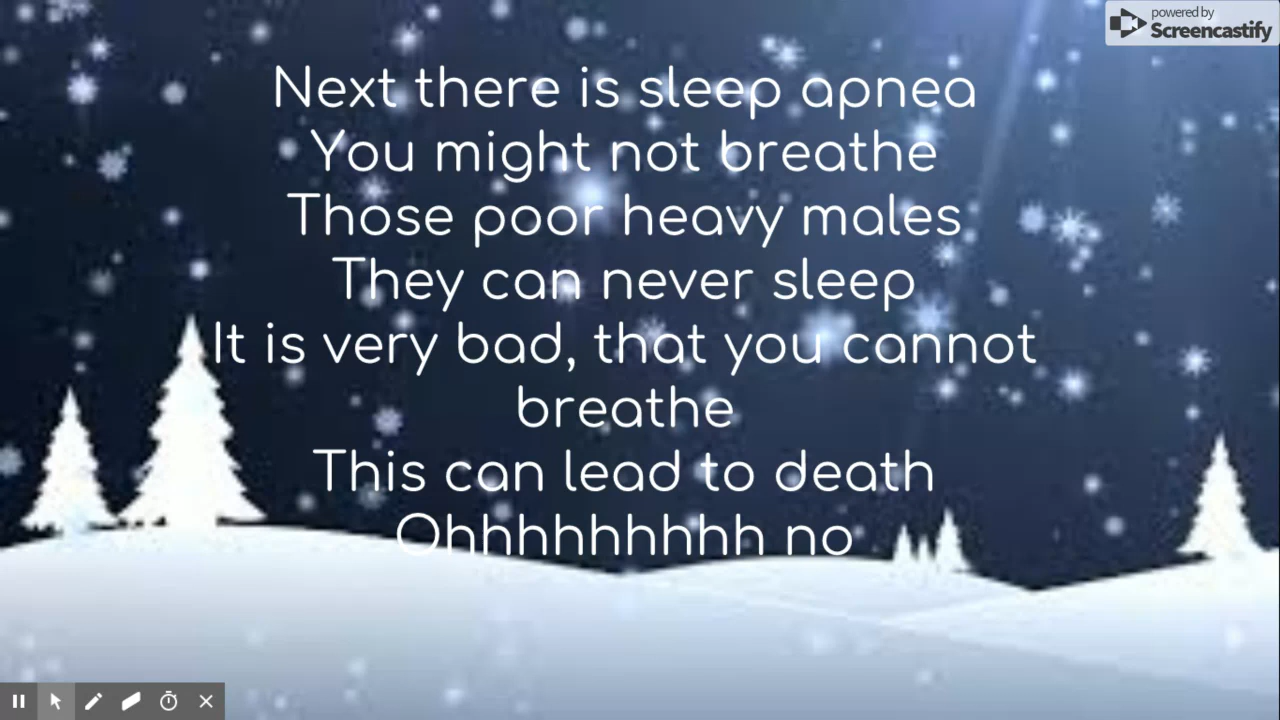 powered by
Screencastify
Next there is sleep apnea
You might not breathe
Those poor heavy males
They can never sleep
It is very bad, that you cannot
breathe
This can lead to death
Ohhhhhhhhh no